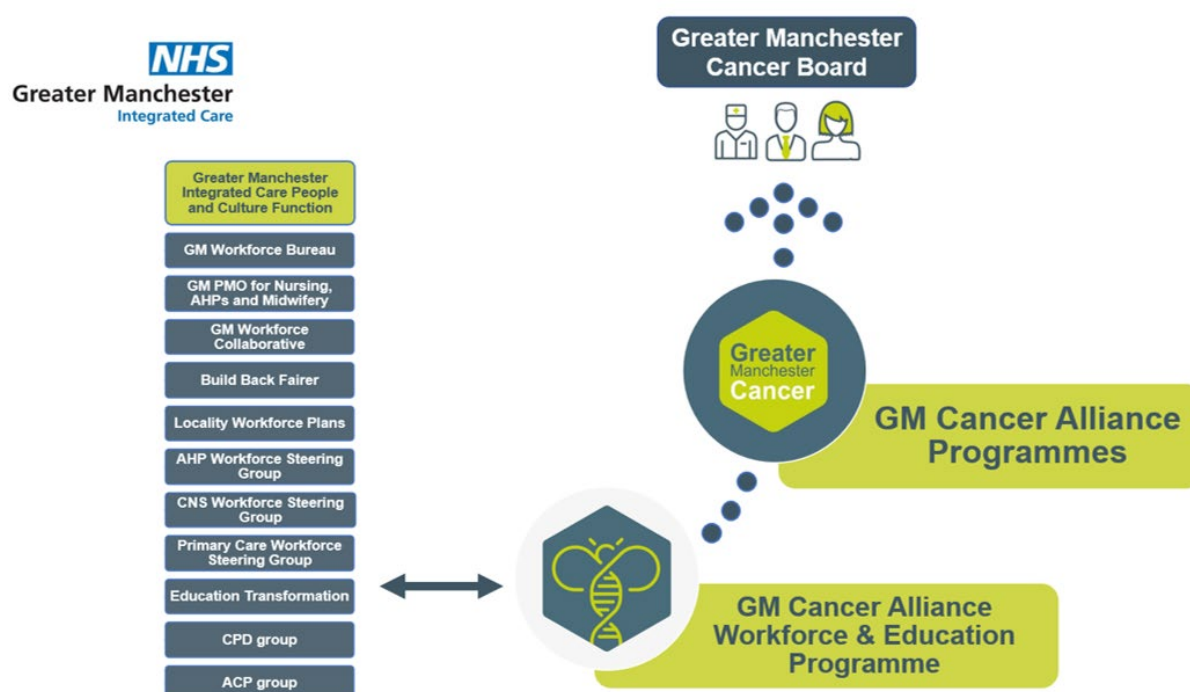 NHS
Greater Manchester
Integrated Care
Greater Manchester
Integrated Care People
and Culture Function
GM Workforce Bureau
GM PMO for Nursing,
AHPs and Midwifery
GM Workforce
Collaborative
Build Back Fairer
Locality Workforce Plans
AHP Workforce Steering
Group
CNS Workforce Steering
Group
Primary Care Workforce
Steering Group
Education Transformation
CPD group
ACP group
Greater Manchester
Cancer Board
Greater
Manchester
Cancer
GM Cancer Alliance
Programmes
GM Cancer Alliance
Workforce & Education
Programme